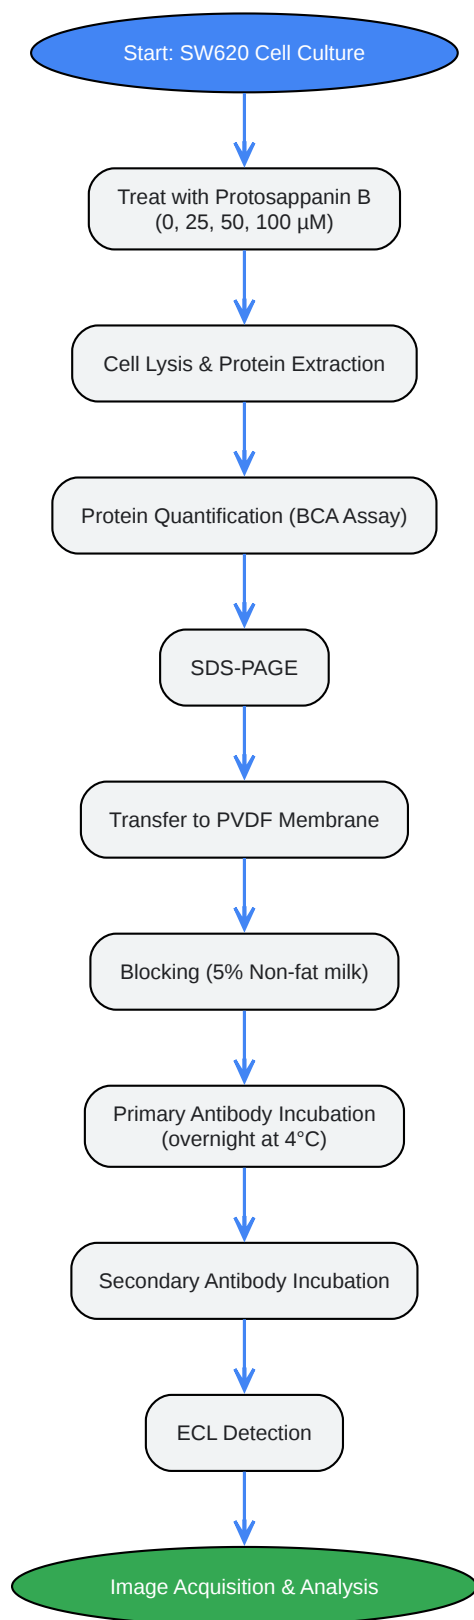 Start: SW620 Cell Culture
Treat with Protosappanin B
(0, 25, 50, 100 µM)
Cell Lysis & Protein Extraction
Protein Quantification (BCA Assay)
SDS-PAGE
Transfer to PVDF Membrane
Blocking (5% Non-fat milk)
Primary Antibody Incubation
(overnight at 4°C)
Secondary Antibody Incubation
ECL Detection
Image Acquisition & Analysis